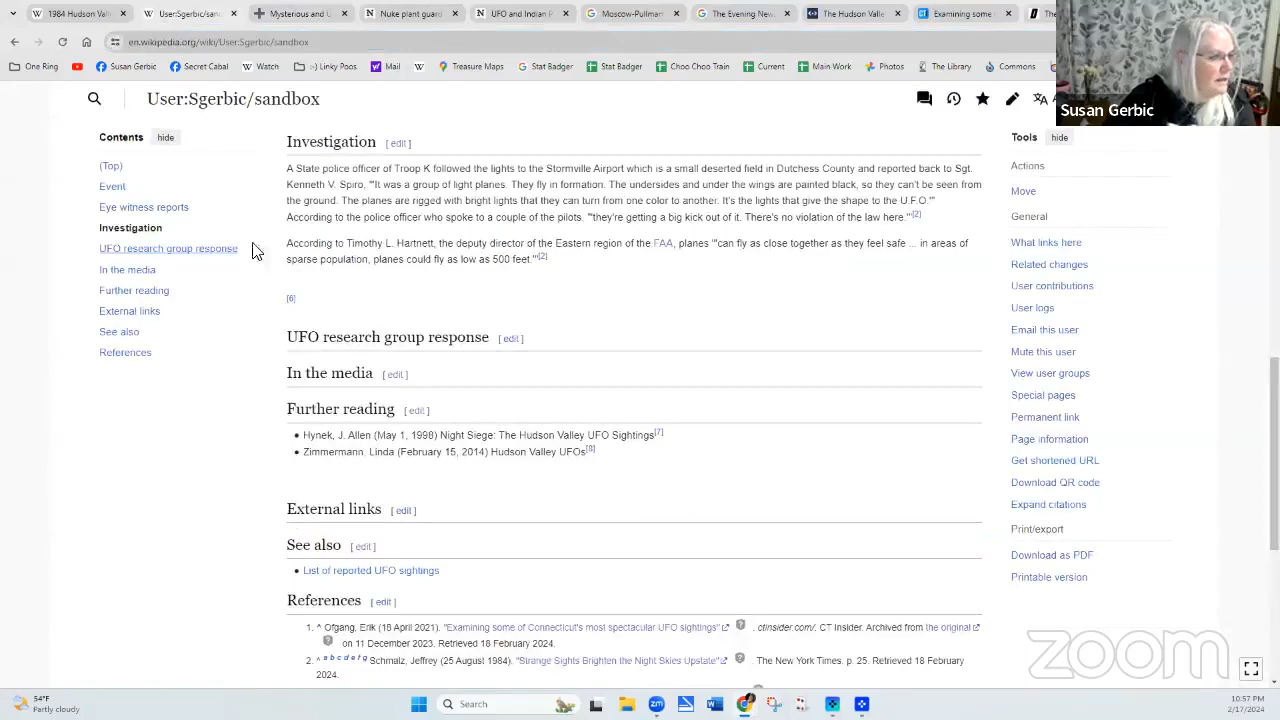 1984 Hudson Va
Mysterious and U
Nuke plant guard
UFO and Indian P
Moscow-Pullman
The Evening New
The Hudson Valle
Examining some
The
en.wikipedia.org/wiki/User:Sgerbic/sandbox
One Ring
Susan Gerbic
Secret Cabal
Watch
:-) Linky Pool
Mail
Treasure Maps
Stat Badger
Stat Badger
Choo Choo Train
Current
Main Work
Photos
The Libyring
Commons
Susan Gerbic
User:Sgerbic/sandbox
Contents hide
(Top)
Event
Eye witness reports
Investigation
UFO research group response
In the media
Further reading
External links
See also
References
Investigation [ edit ]
A State police officer of Troop K followed the lights to the Stormville Airport which is a small deserted field in Dutchess County and reported back to Sgt.
Kenneth V. Spiro, "'It was a group of light planes. They fly in formation. The undersides and under the wings are painted black, so they can't be seen from
the ground. The planes are rigged with bright lights that they can turn from one color to another. It's the lights that give the shape to the U.F.O.'"
According to the police officer who spoke to a couple of the pilots, "'they're getting a big kick out of it. There's no violation of the law here.'"[2]
According to Timothy L. Hartnett, the deputy director of the Eastern region of the FAA, planes "'can fly as close together as they feel safe ... in areas of
sparse population, planes could fly as low as 500 feet.'"[2]
[6]
UFO research group response [ edit ]
In the media [ edit ]
Further reading [ edit ]
• Hynek, J. Allen (May 1, 1998) Night Siege: The Hudson Valley UFO Sightings[7]
• Zimmermann, Linda (February 15, 2014) Hudson Valley UFOs[8]
External links [ edit ]
See also [ edit ]
• List of reported UFO sightings
References [ edit ]
1. ^ Ofgang, Erik (18 April 2021). "Examining some of Connecticut's most spectacular UFO sightings" . ctinsider.com/. CT Insider. Archived from the original
on 11 December 2023. Retrieved 18 February 2024.
2. ^ a b c d e f g Schmalz, Jeffrey (25 August 1984). "Strange Sights Brighten the Night Skies Upstate" . The New York Times. p. 25. Retrieved 18 February
2024.
Tools hide
Actions
Move
General
What links here
Related changes
User contributions
User logs
Email this user
Mute this user
View user groups
Special pages
Permanent link
Page information
Get shortened URL
Download QR code
Expand citations
Print/export
Download as PDF
Printable version
zoom
54°F
Partly cloudy
Search
10:57 PM
2/17/2024